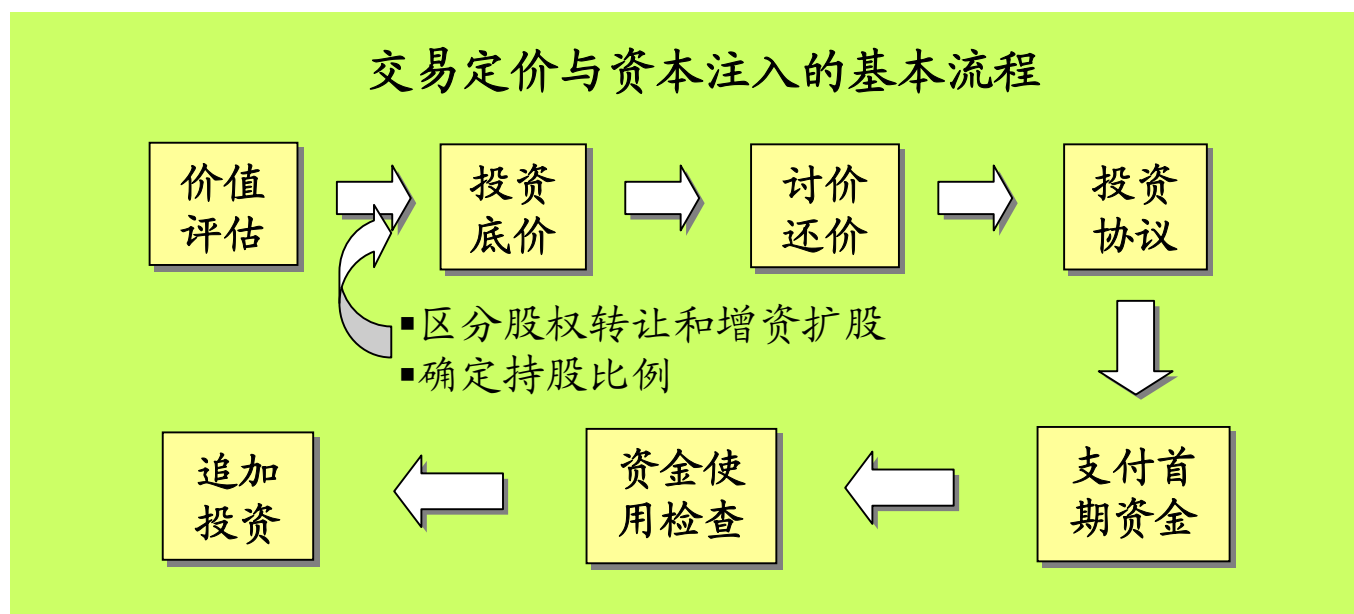 交易定价与资本注入的基本流程
价值
评估
投资
底价
讨价
还价
投资
协议
▪区分股权转让和增资扩股
▪确定持股比例
支付首
期资金
资金使
用检查
追加
投资